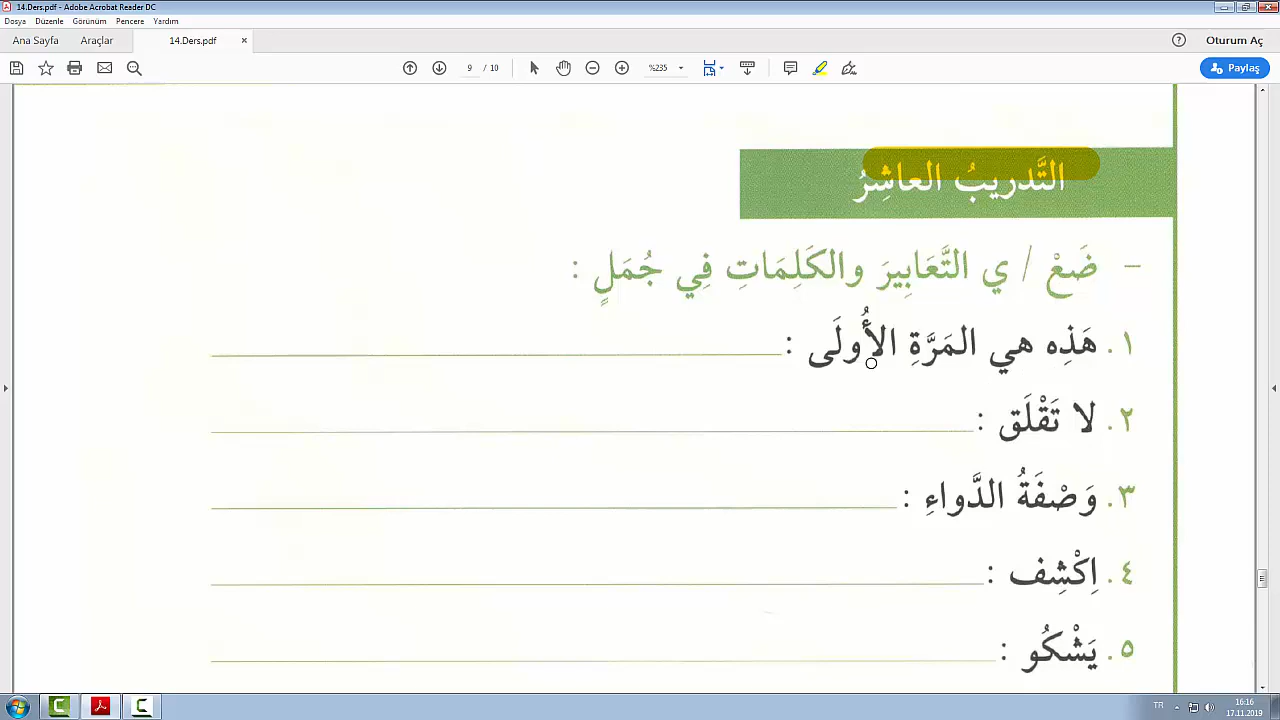 14.Ders.pdf - Adobe Acrobat Reader DC
Dosya Düzenle Görünüm Pencere Yardım
Ana Sayfa Araçlar 14.Ders.pdf × Oturum Aç
9 / 10 %235 Paylaş
التَّدريبُ العاشِرُ
– ضَعْ / ي التَّعَابِيرَ والكَلِمَاتِ فِي جُمَلٍ :
١. هَذِه هي المَرَّةِ الأُولَى :
٢. لا تَقْلَق :
٣. وَصْفَةُ الدَّواءِ :
٤. اِكْشِف :
٥. يَشْكُو :
TR 16:16
17.11.2019